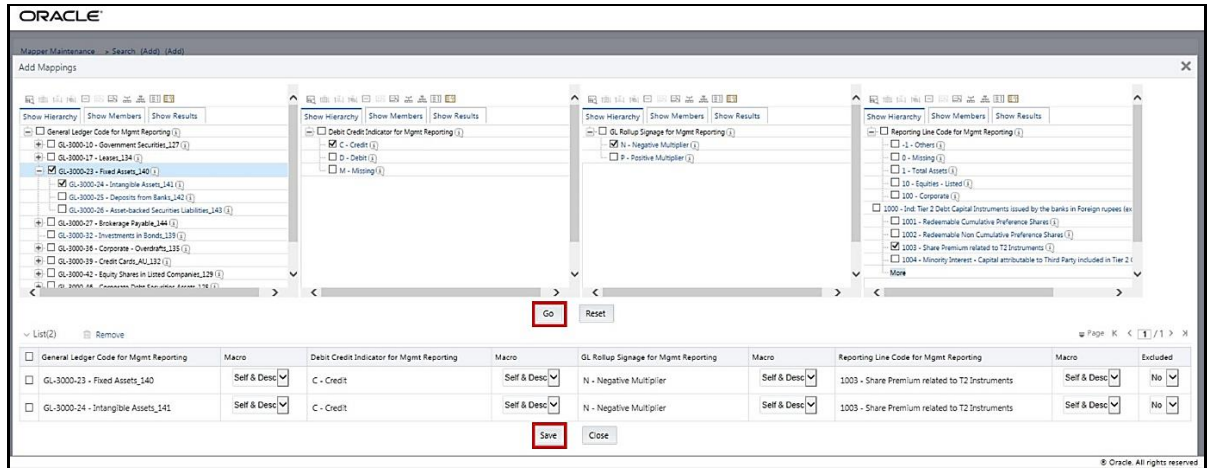 ORACLE
Mapper Maintenance » Search (Add) (Add)
Add Mappings
Show Hierarchy Show Members Show Results
General Ledger Code for Mgmt Reporting
GL-3000-10 - Government Securities_127
GL-3000-17 - Leases_134
GL-3000-23 - Fixed Assets_140
GL-3000-24 - Intangible Assets_141
GL-3000-25 - Deposits from Banks_142
GL-3000-26 - Asset-backed Securities Liabilities_143
GL-3000-27 - Brokerage Payable_144
GL-3000-32 - Investments in Bonds_139
GL-3000-36 - Corporate - Overdrafts_135
GL-3000-39 - Credit Cards_AU_132
GL-3000-42 - Equity Shares in Listed Companies_129
Show Hierarchy Show Members Show Results
Debit Credit Indicator for Mgmt Reporting
C - Credit
D - Debit
M - Missing
Show Hierarchy Show Members Show Results
GL Rollup Signage for Mgmt Reporting
N - Negative Multiplier
P - Positive Multiplier
Show Hierarchy Show Members Show Results
Reporting Line Code for Mgmt Reporting
-1 - Others
0 - Missing
1 - Total Assets
10 - Equities - Listed
100 - Corporate
1000 - Ind: Tier 2 Debt Capital Instruments issued by the banks in Foreign rupees (ex
1001 - Redeemable Cumulative Preference Shares
1002 - Redeemable Non Cumulative Preference Shares
1003 - Share Premium related to T2 Instruments
1004 - Minority Interest - Capital attributable to Third Party included in Tier 2
More
Go Reset
List(2) Remove Page 1 / 1
General Ledger Code for Mgmt Reporting Macro Debit Credit Indicator for Mgmt Reporting Macro GL Rollup Signage for Mgmt Reporting Macro Reporting Line Code for Mgmt Reporting Macro Excluded
GL-3000-23 - Fixed Assets_140 Self & Desc C - Credit Self & Desc N - Negative Multiplier Self & Desc 1003 - Share Premium related to T2 Instruments Self & Desc No
GL-3000-24 - Intangible Assets_141 Self & Desc C - Credit Self & Desc N - Negative Multiplier Self & Desc 1003 - Share Premium related to T2 Instruments Self & Desc No
Save Close
© Oracle. All rights reserved